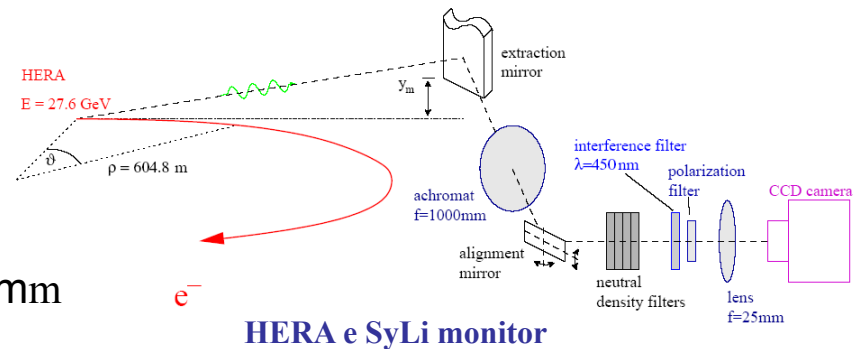 HERA
E = 27.6 GeV
ϑ
ρ = 604.8 m
yₘ
extraction
mirror
achromat
f=1000mm
alignment
mirror
neutral
density filters
interference filter
λ=450nm
polarization
filter
CCD camera
lens
f=25mm
mm
e⁻
HERA e SyLi monitor